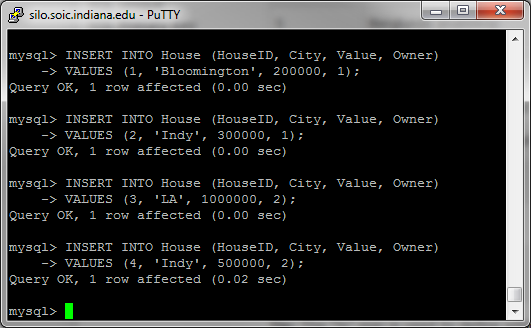 silo.soic.indiana.edu - PuTTY
mysql> INSERT INTO House (HouseID, City, Value, Owner)
    -> VALUES (1, 'Bloomington', 200000, 1);
Query OK, 1 row affected (0.00 sec)
mysql> INSERT INTO House (HouseID, City, Value, Owner)
    -> VALUES (2, 'Indy', 300000, 1);
Query OK, 1 row affected (0.00 sec)
mysql> INSERT INTO House (HouseID, City, Value, Owner)
    -> VALUES (3, 'LA', 1000000, 2);
Query OK, 1 row affected (0.00 sec)
mysql> INSERT INTO House (HouseID, City, Value, Owner)
    -> VALUES (4, 'Indy', 500000, 2);
Query OK, 1 row affected (0.02 sec)
mysql>